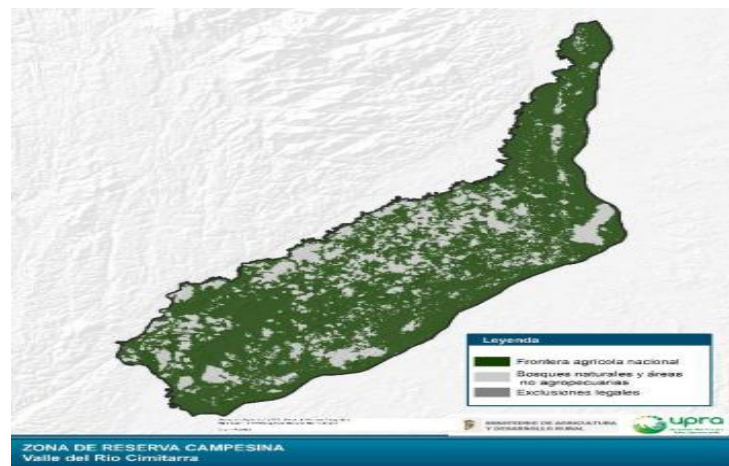 Leyenda
Frontera agrícola nacional
Bosques naturales y áreas
no agropecuarias
Exclusiones legales
MINISTERIO DE AGRICULTURA
Y DESARROLLO RURAL
upra
ZONA DE RESERVA CAMPESINA
Valle del Río Cimitarra